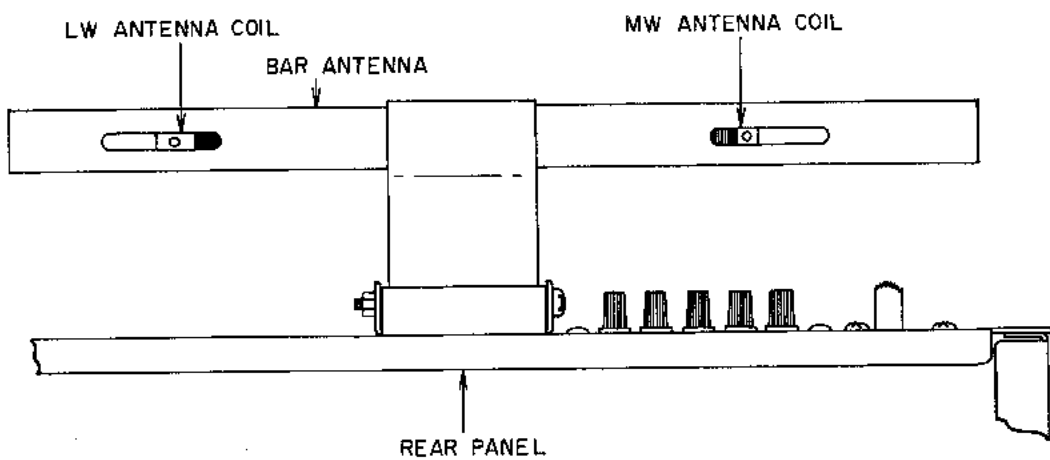 LW ANTENNA COIL
MW ANTENNA COIL
BAR ANTENNA
REAR PANEL